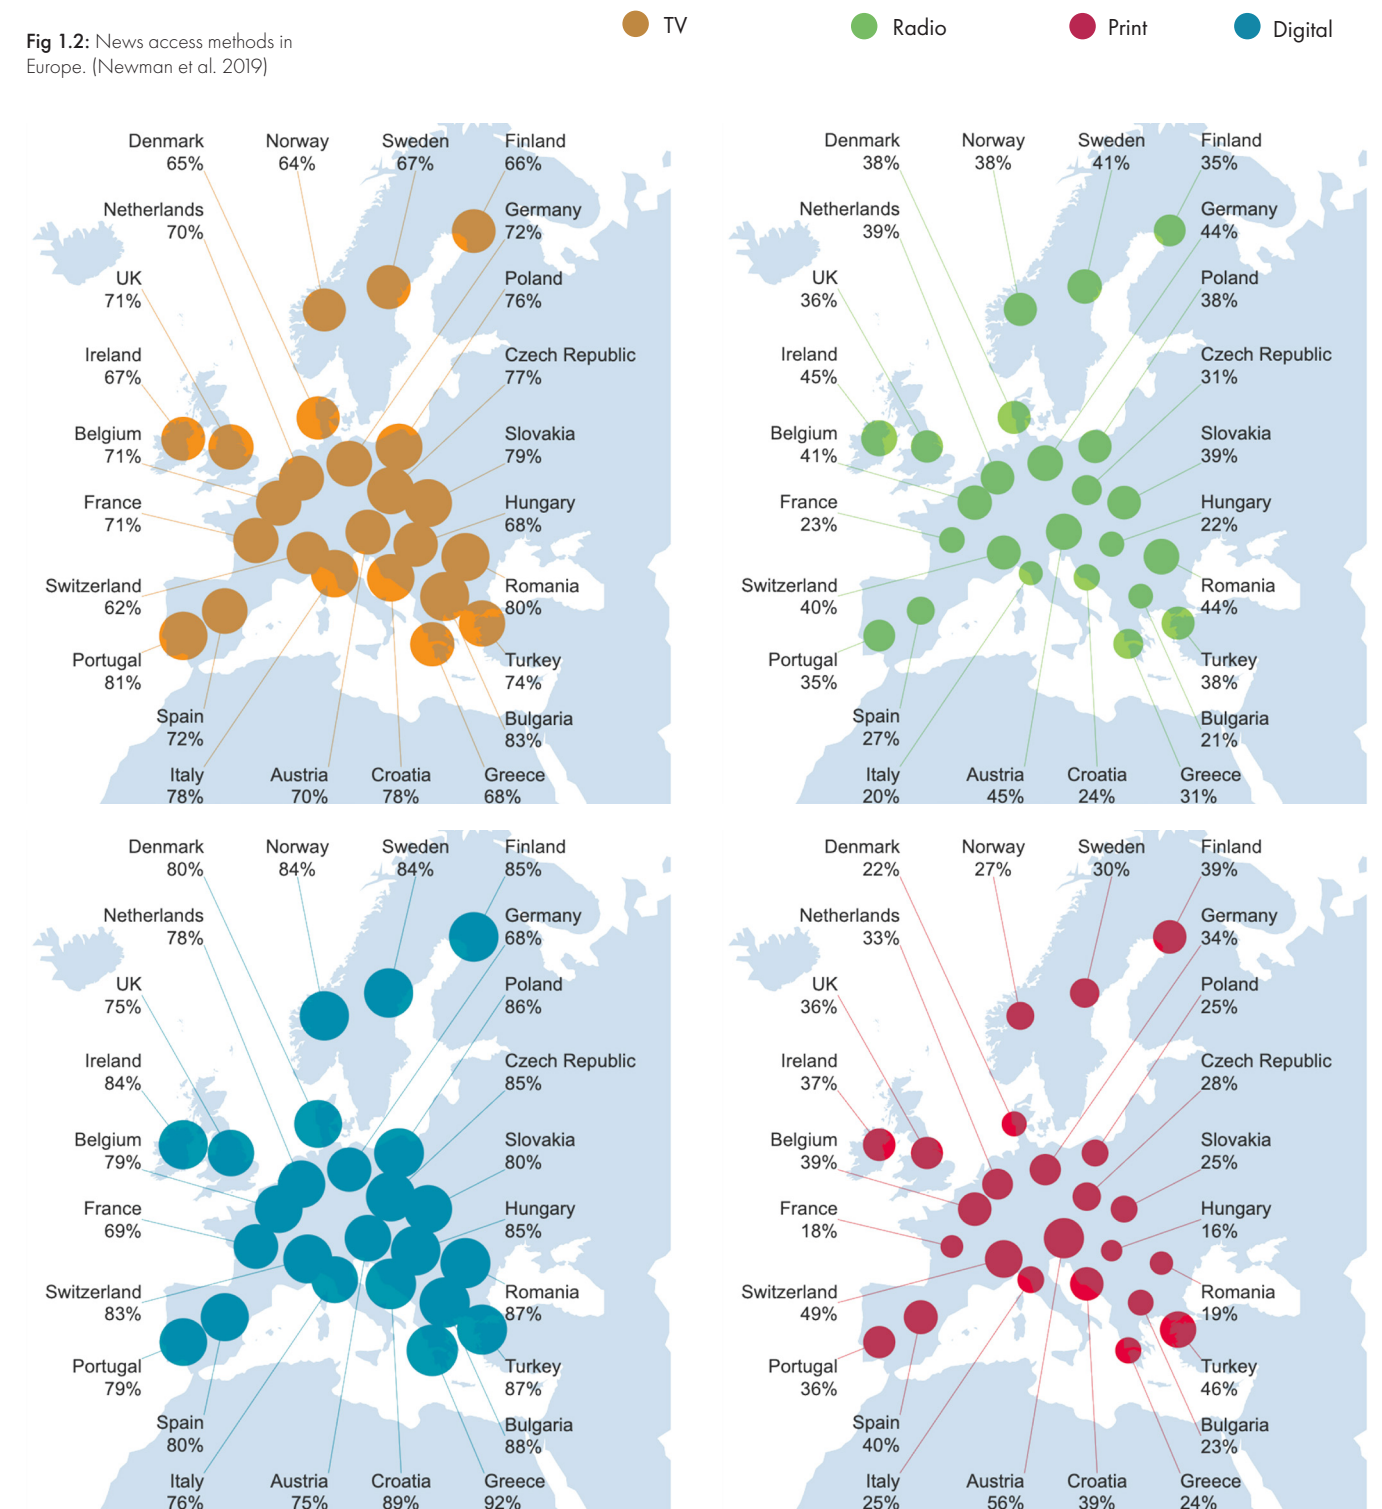 Fig 1.2: News access methods in
Europe. (Newman et al. 2019)
TV
Radio
Print
Digital
Denmark
65%
Norway
64%
Sweden
67%
Finland
66%
Netherlands
70%
Germany
72%
UK
71%
Poland
76%
Ireland
67%
Czech Republic
77%
Belgium
71%
Slovakia
79%
France
71%
Hungary
68%
Switzerland
62%
Romania
80%
Portugal
81%
Turkey
74%
Spain
72%
Bulgaria
83%
Italy
78%
Austria
70%
Croatia
78%
Greece
68%
Denmark
38%
Norway
38%
Sweden
41%
Finland
35%
Netherlands
39%
Germany
44%
UK
36%
Poland
38%
Ireland
45%
Czech Republic
31%
Belgium
41%
Slovakia
39%
France
23%
Hungary
22%
Switzerland
40%
Romania
44%
Portugal
35%
Turkey
38%
Spain
27%
Bulgaria
21%
Italy
20%
Austria
45%
Croatia
24%
Greece
31%
Denmark
80%
Norway
84%
Sweden
84%
Finland
85%
Netherlands
78%
Germany
68%
UK
75%
Poland
86%
Ireland
84%
Czech Republic
85%
Belgium
79%
Slovakia
80%
France
69%
Hungary
85%
Switzerland
83%
Romania
87%
Portugal
79%
Turkey
87%
Spain
80%
Bulgaria
88%
Italy
76%
Austria
75%
Croatia
89%
Greece
92%
Denmark
22%
Norway
27%
Sweden
30%
Finland
39%
Netherlands
33%
Germany
34%
UK
36%
Poland
25%
Ireland
37%
Czech Republic
28%
Belgium
39%
Slovakia
25%
France
18%
Hungary
16%
Switzerland
49%
Romania
19%
Portugal
36%
Turkey
46%
Spain
40%
Bulgaria
23%
Italy
25%
Austria
56%
Croatia
39%
Greece
24%